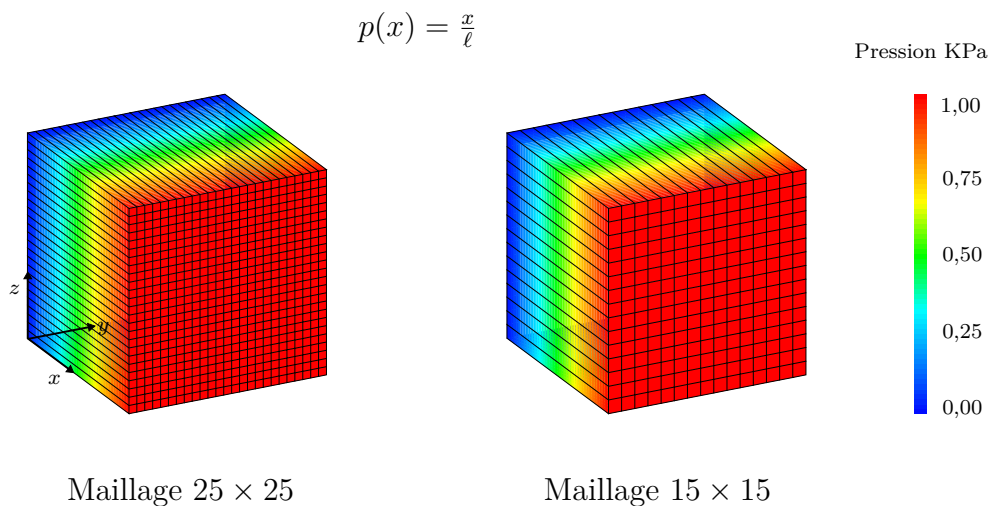 p(x) = x/ℓ
Pression KPa
1,00
0,75
0,50
0,25
0,00
z
y
x
Maillage 25 × 25
Maillage 15 × 15